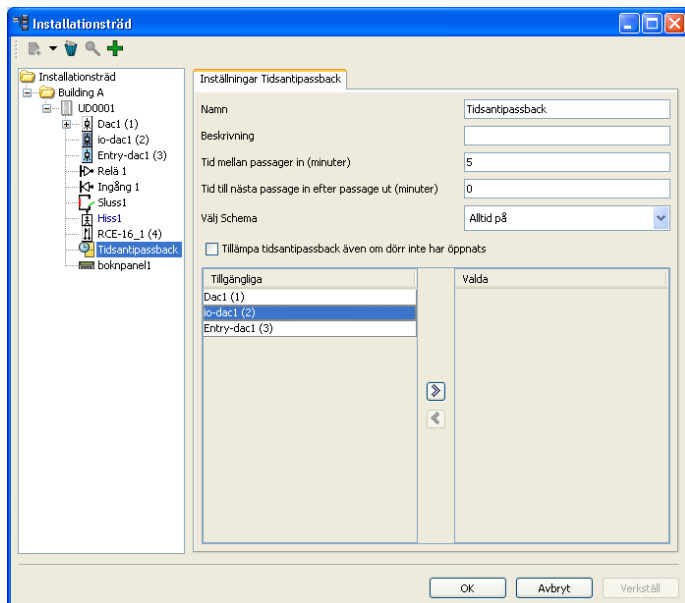 Installationsträd
Installationsträd
Building A
UD0001
Dac1 (1)
io-dac1 (2)
Entry-dac1 (3)
Relä 1
Ingång 1
Sluss1
Hiss1
RCE-16_1 (4)
Tidsantipassback
boknpanel1
Inställningar Tidsantipassback
Namn Tidsantipassback
Beskrivning
Tid mellan passager in (minuter) 5
Tid till nästa passage in efter passage ut (minuter) 0
Välj Schema Alltid på
Tillämpa tidsantipassback även om dörr inte har öppnats
Tillgängliga Valda
Dac1 (1)
io-dac1 (2)
Entry-dac1 (3)
OK Avbryt Verkställ